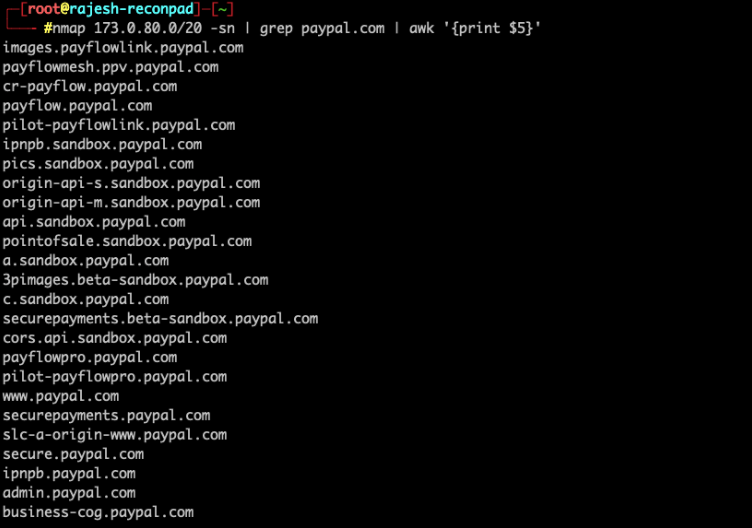 [root@rajesh-reconpad]-[~]
#nmap 173.0.80.0/20 -sn | grep paypal.com | awk '{print $5}'
images.payflowlink.paypal.com
payflowmesh.ppv.paypal.com
cr-payflow.paypal.com
payflow.paypal.com
pilot-payflowlink.paypal.com
ipnpb.sandbox.paypal.com
pics.sandbox.paypal.com
origin-api-s.sandbox.paypal.com
origin-api-m.sandbox.paypal.com
api.sandbox.paypal.com
pointofsale.sandbox.paypal.com
a.sandbox.paypal.com
3pimages.beta-sandbox.paypal.com
c.sandbox.paypal.com
securepayments.beta-sandbox.paypal.com
cors.api.sandbox.paypal.com
payflowpro.paypal.com
pilot-payflowpro.paypal.com
www.paypal.com
securepayments.paypal.com
slc-a-origin-www.paypal.com
secure.paypal.com
ipnpb.paypal.com
admin.paypal.com
business-cog.paypal.com